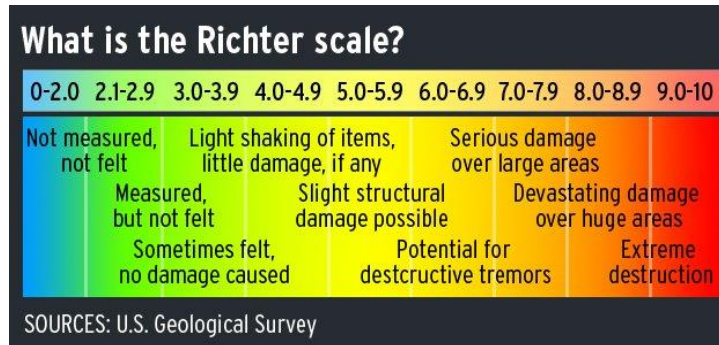 What is the Richter scale?
0-2.0 2.1-2.9 3.0-3.9 4.0-4.9 5.0-5.9 6.0-6.9 7.0-7.9 8.0-8.9 9.0-10
Not measured,
not felt
Measured,
but not felt
Sometimes felt,
no damage caused
Light shaking of items,
little damage, if any
Slight structural
damage possible
Potential for
destcructive tremors
Serious damage
over large areas
Devastating damage
over huge areas
Extreme
destruction
SOURCES: U.S. Geological Survey